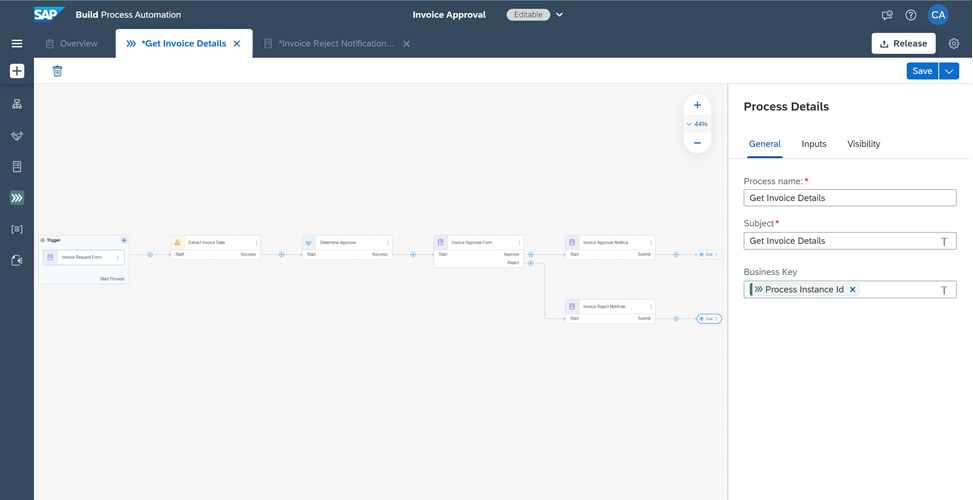 SAP
Build Process Automation
Invoice Approval
Editable
CA
Overview
*Get Invoice Details
*Invoice Reject Notification...
Release
Save
44%
Process Details
General
Inputs
Visibility
Process name:*
Get Invoice Details
Subject*
Get Invoice Details
T
Business Key
Process Instance Id
T
Trigger
Invoice Request Form
Start Process
Extract Invoice Data
Start
Success
Determine Approver
Start
Success
Invoice Approval Form
Start
Approve
Reject
Invoice Approval Notifica...
Start
Submit
End
Invoice Reject Notificati...
Start
Submit
End